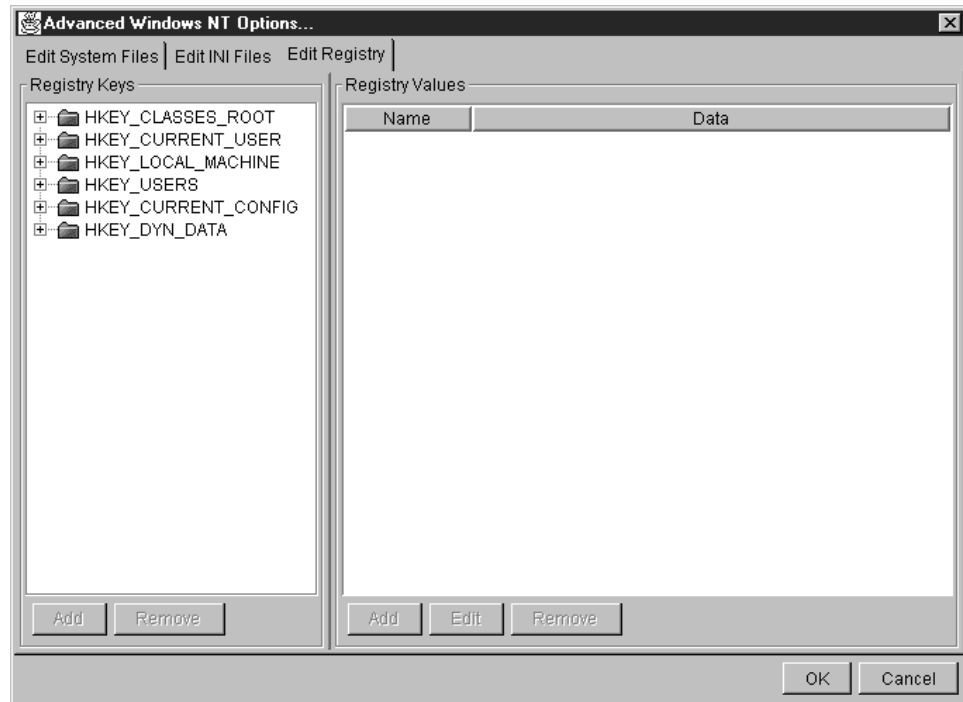 Advanced Windows NT Options...
Edit System Files Edit INI Files Edit Registry
Registry Keys
HKEY_CLASSES_ROOT
HKEY_CURRENT_USER
HKEY_LOCAL_MACHINE
HKEY_USERS
HKEY_CURRENT_CONFIG
HKEY_DYN_DATA
Add Remove
Registry Values
Name Data
Add Edit Remove
OK Cancel